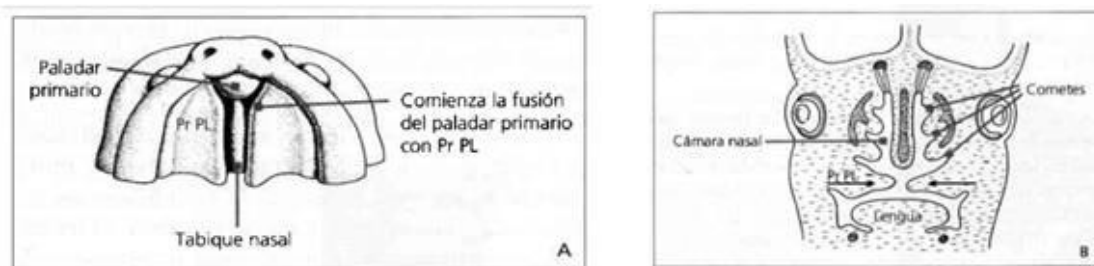 Paladar
primario
Pr PL
Comienza la fusión
del paladar primario
con Pr PL
Tabique nasal
A
Cornetes
Cámara nasal
Pr PL
Lengua
B